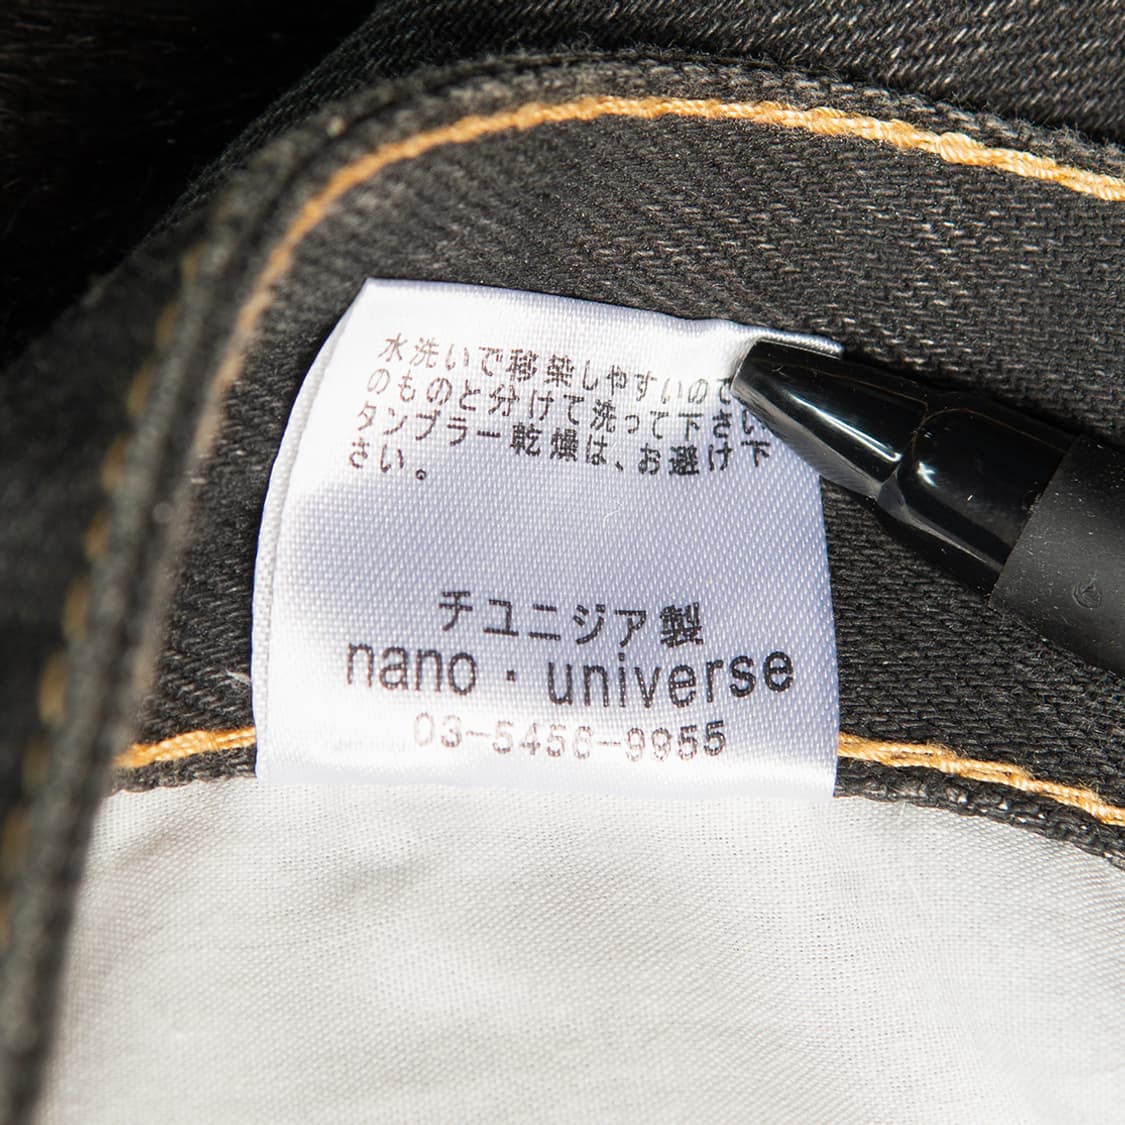 水洗いで移染しやすいので
のものと分けて洗って下さい
タンブラー乾燥は、お避け下
さい。
チユニジア製
nano・universe
03-5456-9955